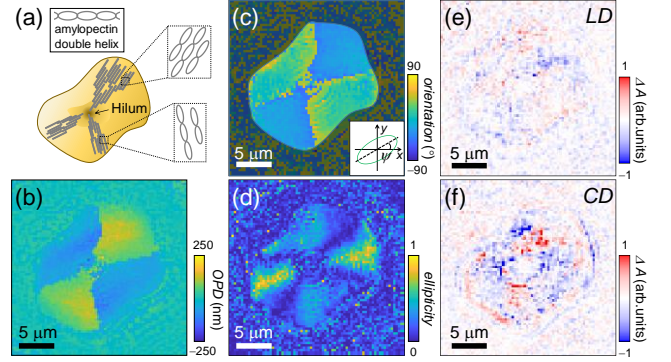 (a)
amylopectin
double helix
Hilum
(b)
5 μm
250
OPD (nm)
−250
(c)
5 μm
90
orientation (°)
−90
y
x
ψ
(d)
5 μm
1
ellipticity
0
(e)
LD
5 μm
1
ΔA (arb.units)
−1
(f)
CD
5 μm
1
ΔA (arb.units)
−1